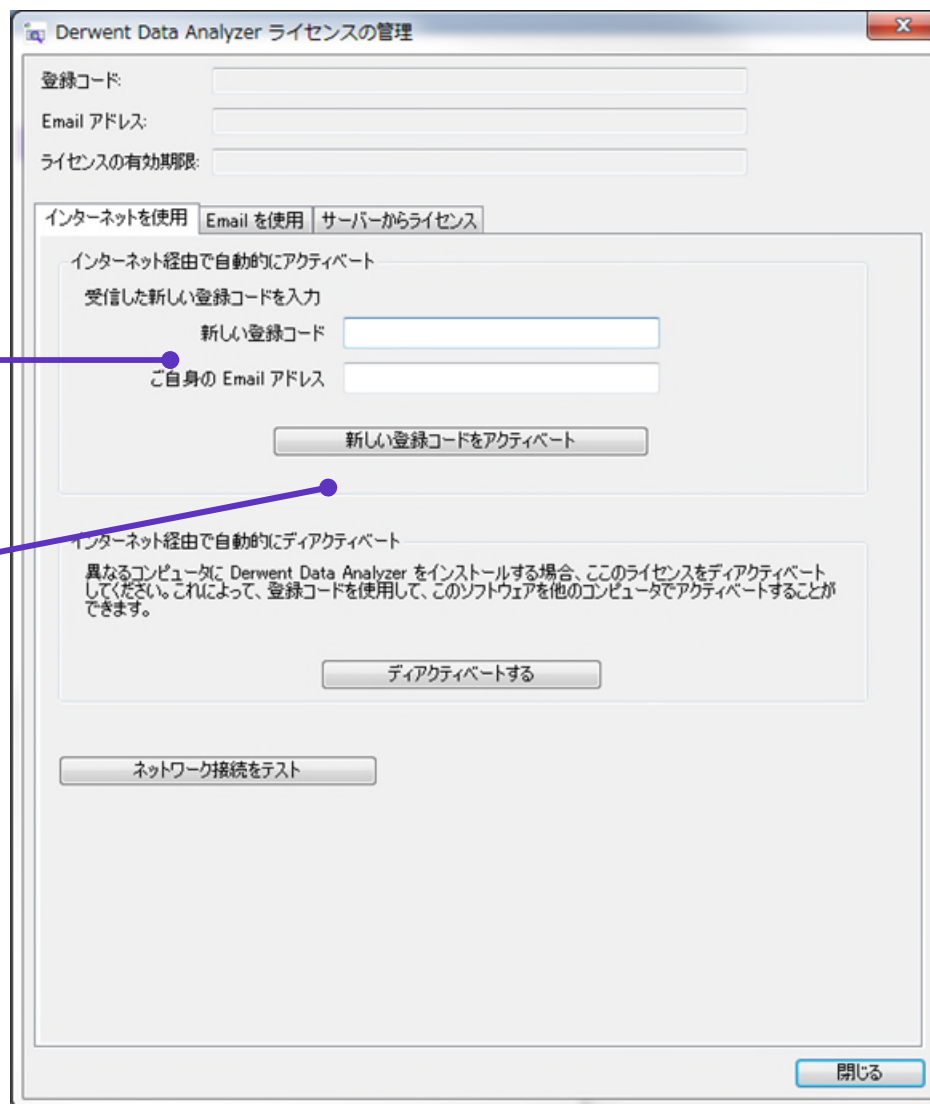 Derwent Data Analyzer ライセンスの管理
登録コード:
Email アドレス:
ライセンスの有効期限:
インターネットを使用 Email を使用 サーバーからライセンス
インターネット経由で自動的にアクティベート
受信した新しい登録コードを入力
新しい登録コード
ご自身の Email アドレス
新しい登録コードをアクティベート
インターネット経由で自動的にディアクティベート
異なるコンピュータに Derwent Data Analyzer をインストールする場合、ここのライセンスをディアクティベート
してください。これによって、登録コードを使用して、このソフトウェアを他のコンピュータでアクティベートすることが
できます。
ディアクティベートする
ネットワーク接続をテスト
閉じる